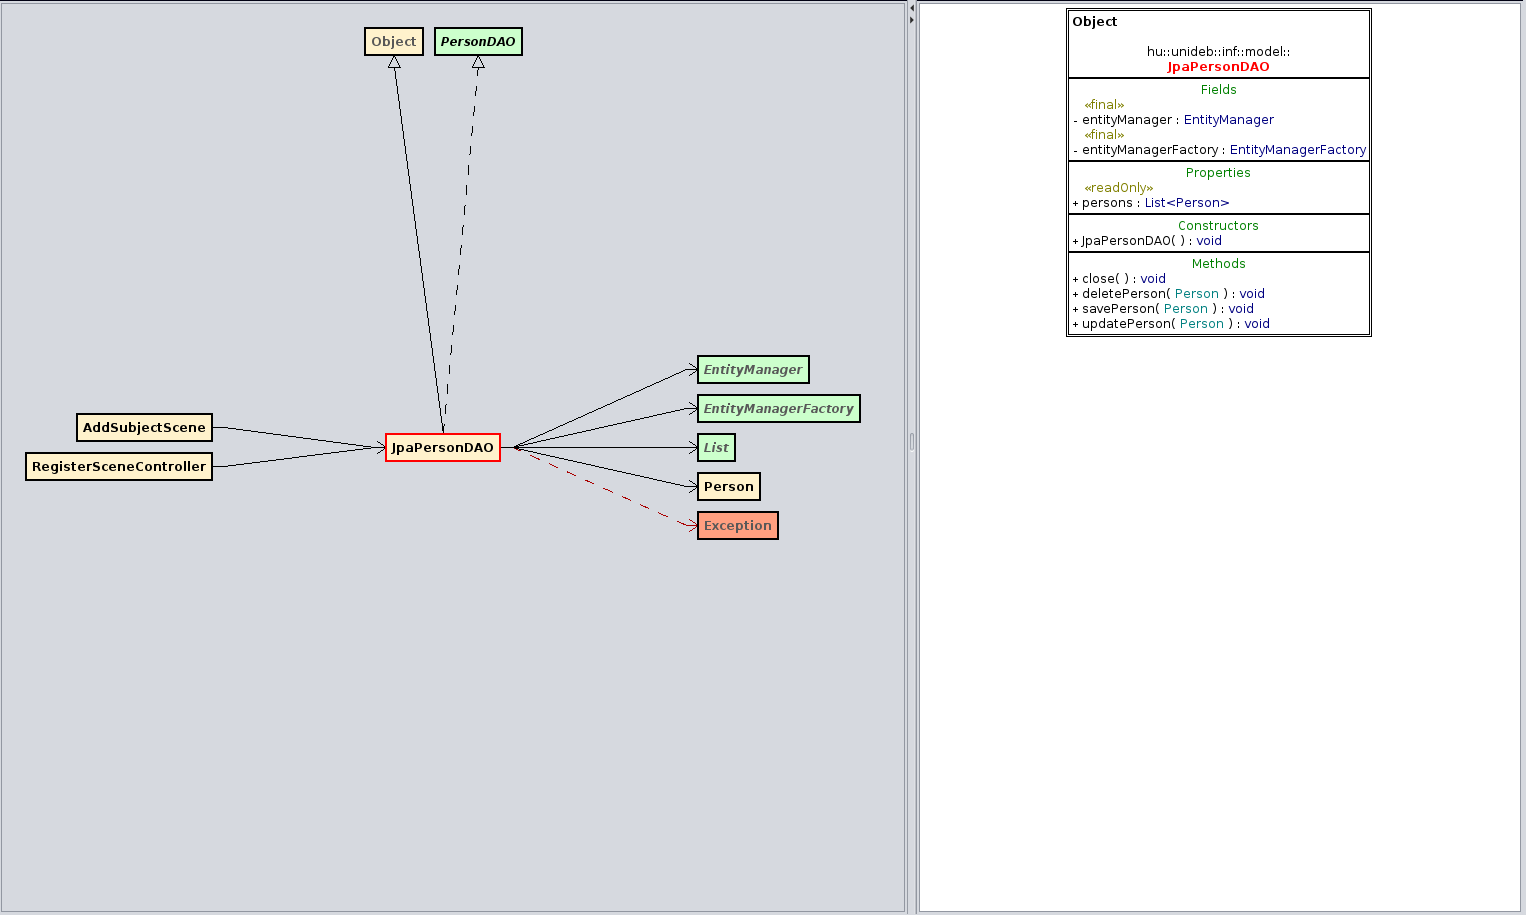 Object
PersonDAO
EntityManager
EntityManagerFactory
AddSubjectScene
JpaPersonDAO
List
RegisterSceneController
Person
Exception
Object
hu::unideb::inf::model::
JpaPersonDAO
Fields
«final»
- entityManager : EntityManager
«final»
- entityManagerFactory : EntityManagerFactory
Properties
«readOnly»
+ persons : List<Person>
Constructors
+ JpaPersonDAO( ) : void
Methods
+ close( ) : void
+ deletePerson( Person ) : void
+ savePerson( Person ) : void
+ updatePerson( Person ) : void